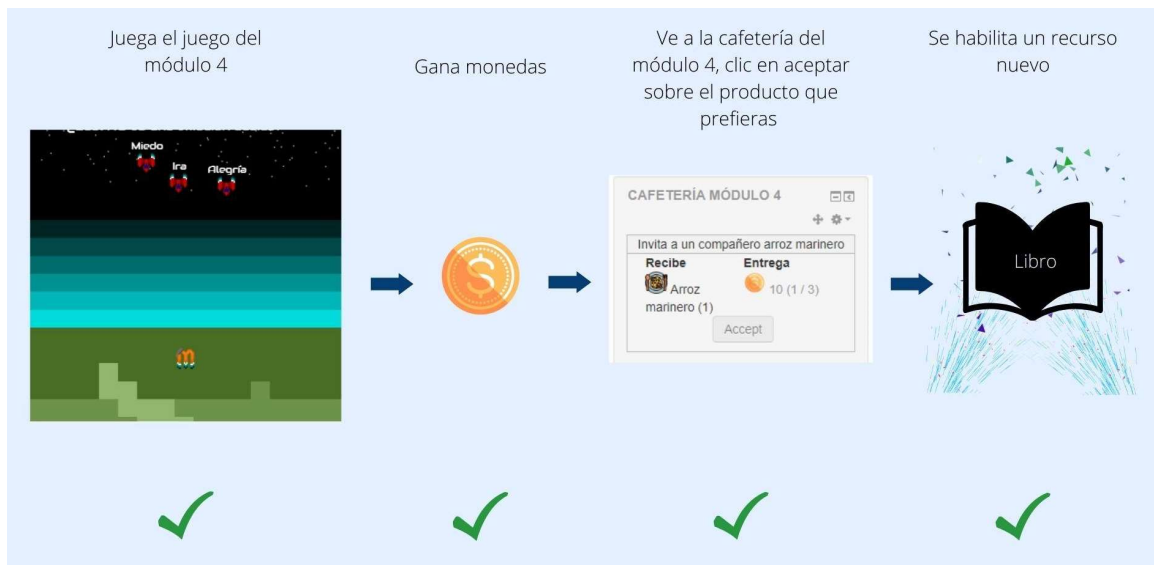 Juega el juego del
módulo 4
Gana monedas
Ve a la cafetería del
módulo 4, clic en aceptar
sobre el producto que
prefieras
Se habilita un recurso
nuevo
Miedo
Ira
Alegría
CAFETERÍA MÓDULO 4
Invita a un compañero arroz marinero
Recibe
Entrega
Arroz
marinero (1)
10 (1 / 3)
Accept
Libro